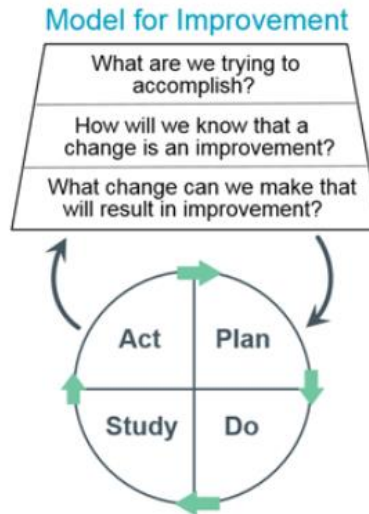 Model for Improvement
What are we trying to
accomplish?
How will we know that a
change is an improvement?
What change can we make that
will result in improvement?
Act
Plan
Study
Do